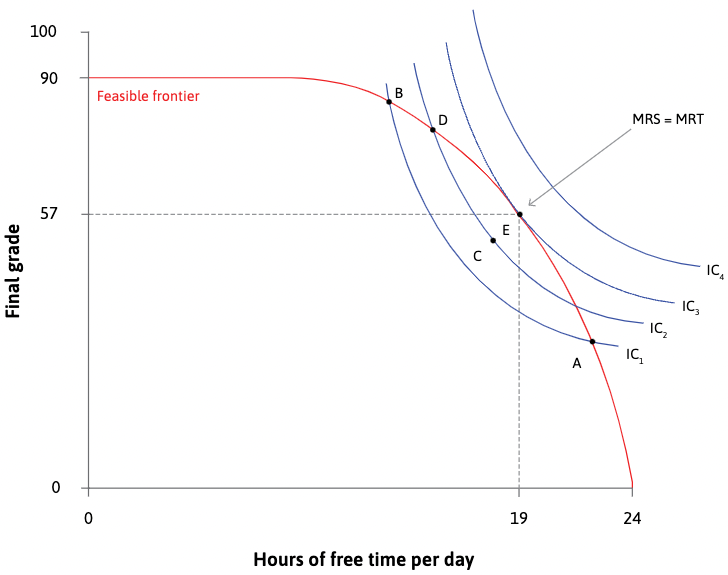 100
90
Feasible frontier
B
D
MRS = MRT
57
E
C
IC₄
IC₃
IC₂
IC₁
A
Final grade
0
0
19
24
Hours of free time per day